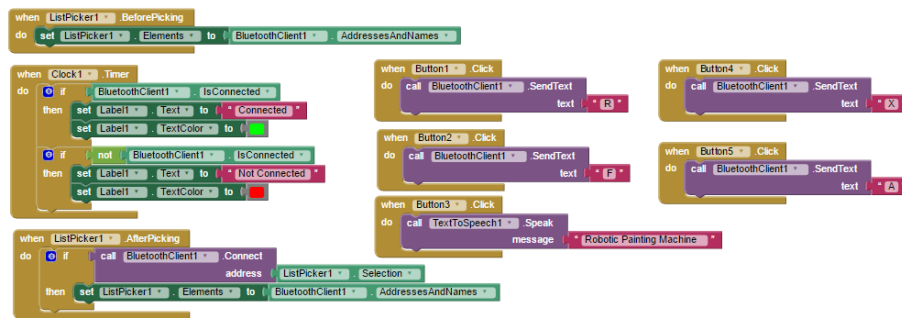 when ListPicker1 .BeforePicking
do set ListPicker1 . Elements to BluetoothClient1 . AddressesAndNames
when Clock1 .Timer
do if BluetoothClient1 . IsConnected
then set Label1 . Text to " Connected "
set Label1 . TextColor to
if not BluetoothClient1 . IsConnected
then set Label1 . Text to " Not Connected "
set Label1 . TextColor to
when ListPicker1 .AfterPicking
do if call BluetoothClient1 .Connect
address ListPicker1 . Selection
then set ListPicker1 . Elements to BluetoothClient1 . AddressesAndNames
when Button1 .Click
do call BluetoothClient1 .SendText
text " R "
when Button2 .Click
do call BluetoothClient1 .SendText
text " F "
when Button3 .Click
do call TextToSpeech1 .Speak
message " Robotic Painting Machine "
when Button4 .Click
do call BluetoothClient1 .SendText
text " X "
when Button5 .Click
do call BluetoothClient1 .SendText
text " A "